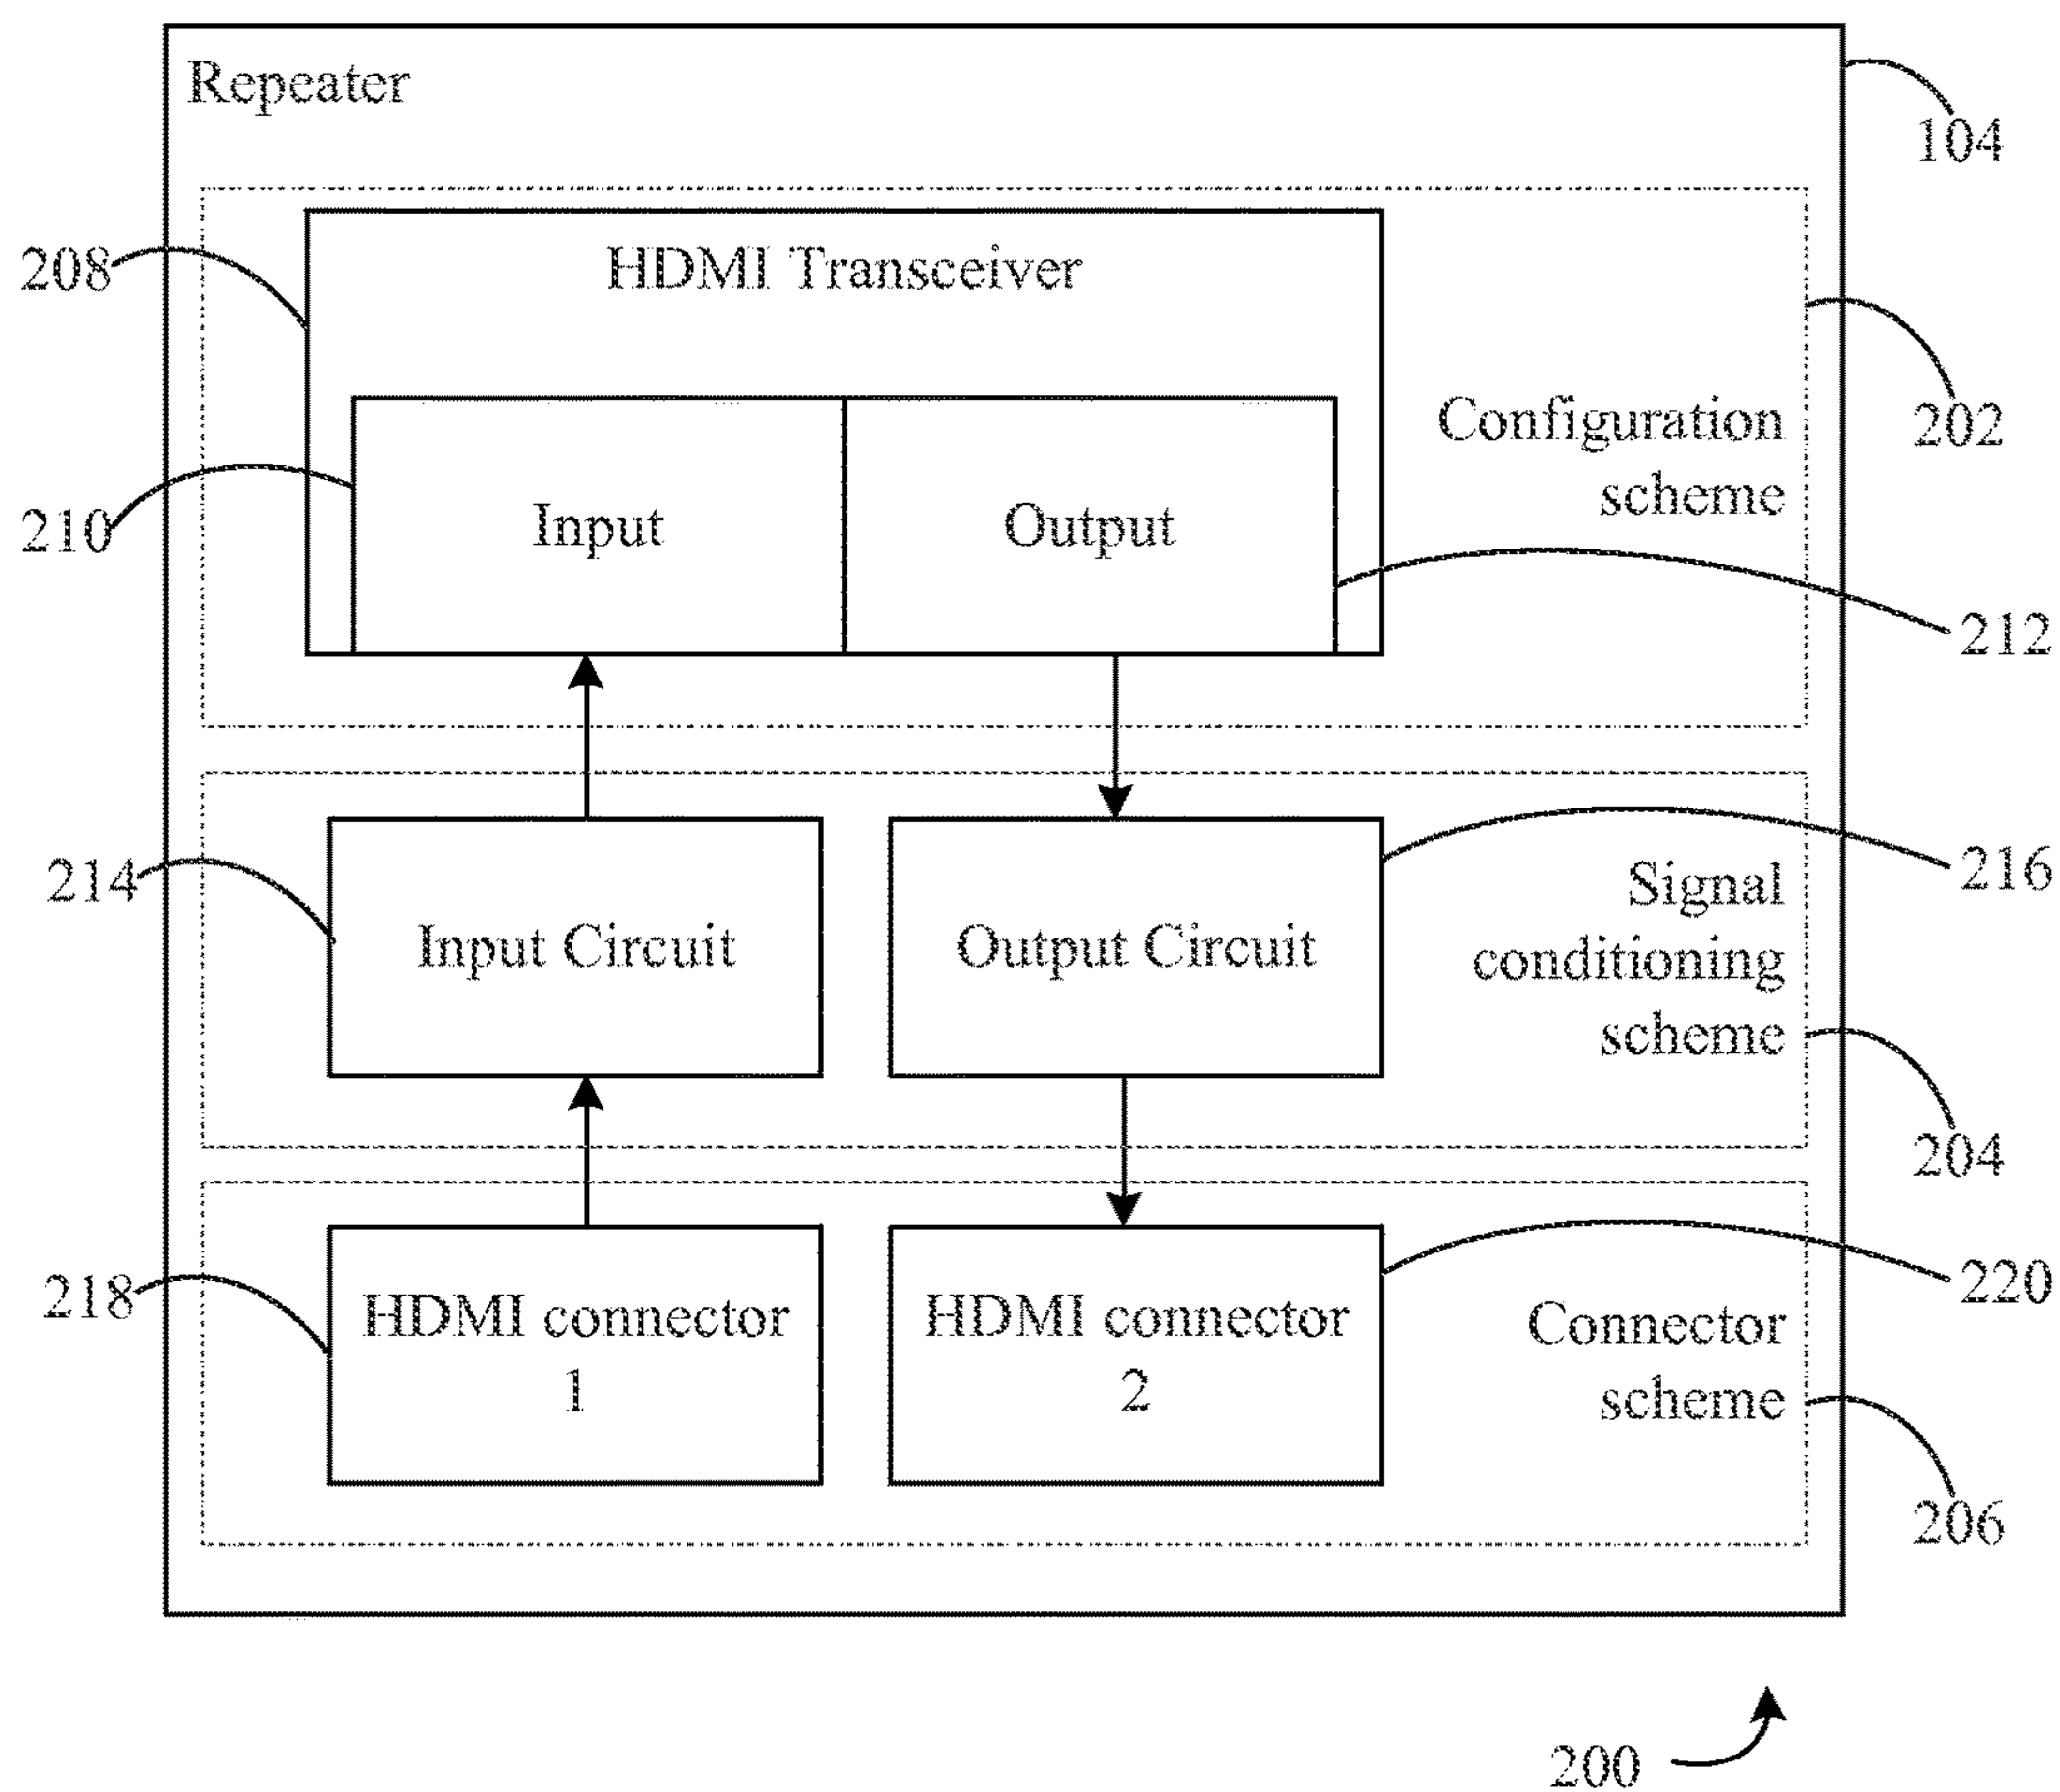 Repeater
104
208
HDMI Transceiver
202
Configuration
scheme
210
Input
Output
212
214
Input Circuit
Output Circuit
216
Signal
conditioning
scheme
204
218
HDMI connector
1
HDMI connector
2
220
Connector
scheme
206
200